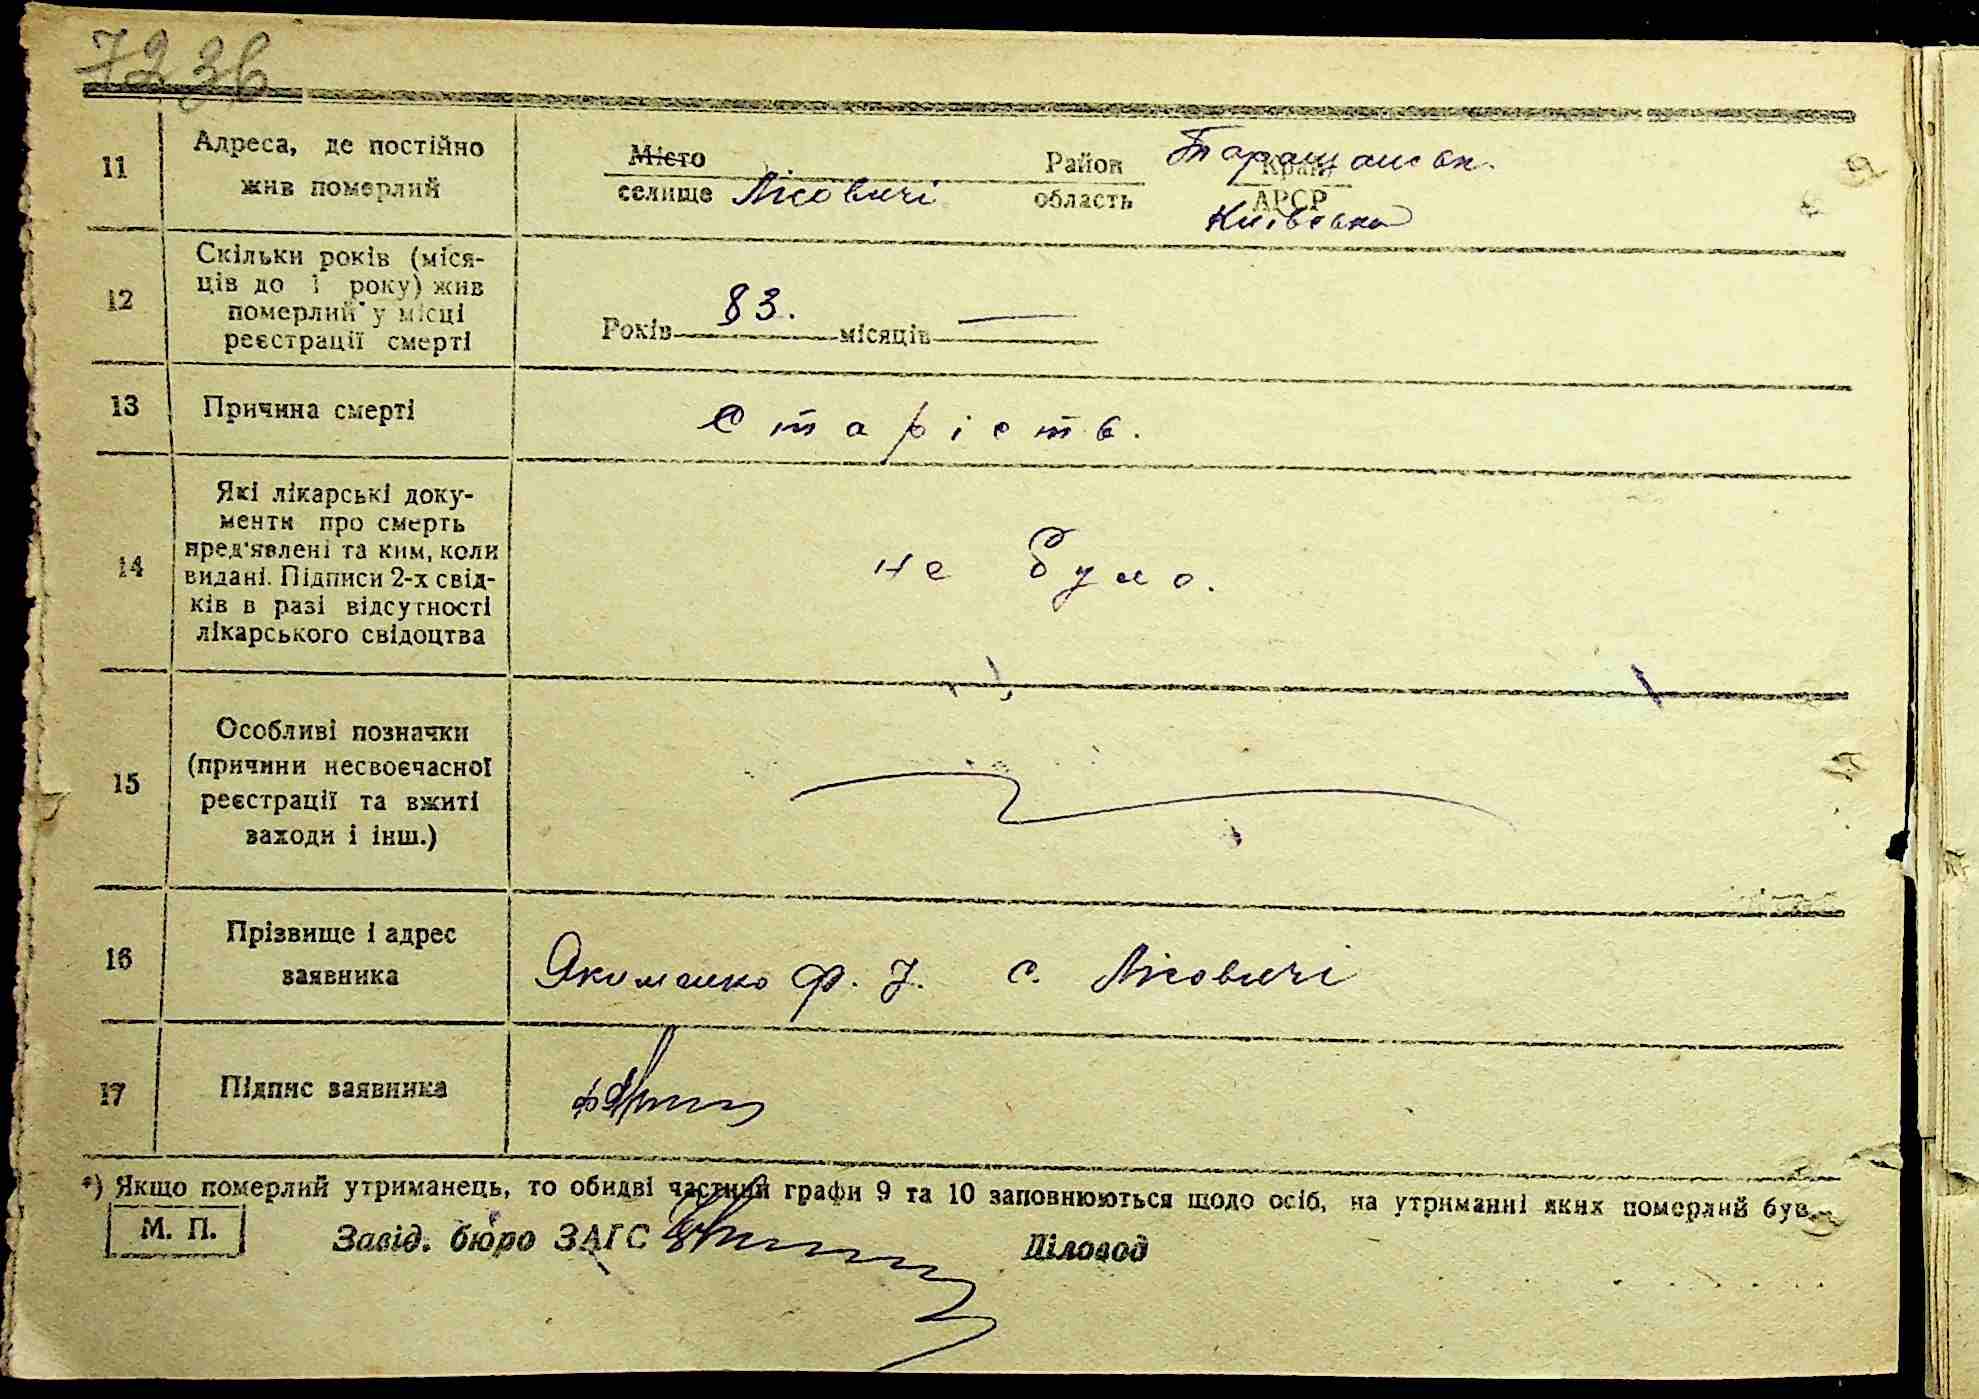 72 зв
11
Адреса, де постійно
жив померлий
Місто
селище Лісовичі
Район Таращанськ.
область Київська
Край
АРСР
12
Скільки років (міся-
ців до 1 року) жив
померлий у місці
реєстрації смерті
Років 83. місяців —
13
Причина смерті
Старість.
14
Які лікарські доку-
менти про смерть
пред'явлені та ким, коли
видані. Підписи 2-х свід-
ків в разі відсутності
лікарського свідоцтва
не було.
15
Особливі позначки
(причини несвоєчасної
реєстрації та вжиті
заходи і інш.)
16
Прізвище і адрес
заявника
Якименко Ф. І. с. Лісовичі
17
Підпис заявника
*) Якщо померлий утриманець, то обидві частини графи 9 та 10 заповнюються щодо осіб, на утриманні яких померлий був.
М. П.
Завід. бюро ЗАГС
Діловод